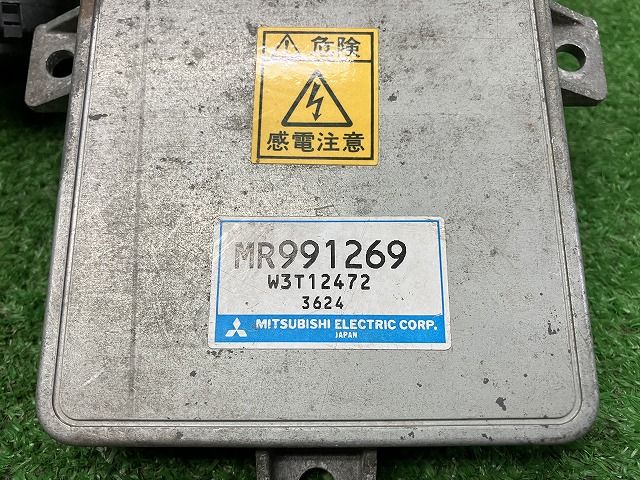 危険
感電注意
MR991269
W3T12472
3624
MITSUBISHI ELECTRIC CORP.
JAPAN